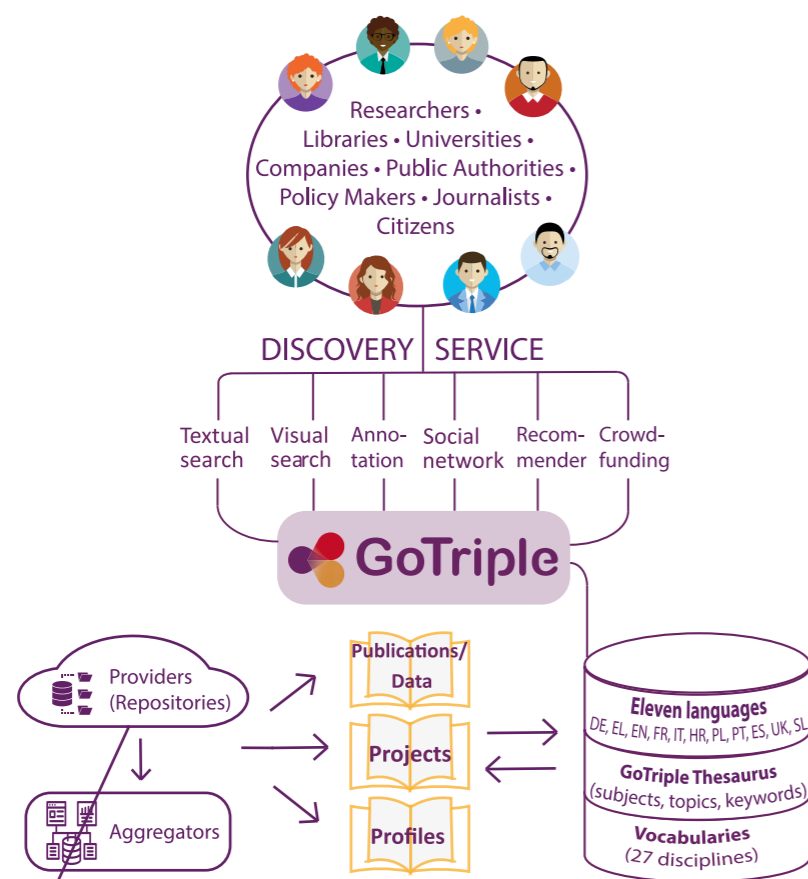 Researchers •
Libraries • Universities •
Companies • Public Authorities •
Policy Makers • Journalists •
Citizens
DISCOVERY SERVICE
Textual
search
Visual
search
Anno-
tation
Social
network
Recom-
mender
Crowd-
funding
GoTriple
Providers
(Repositories)
Aggregators
Publications/
Data
Projects
Profiles
Eleven languages
DE, EL, EN, FR, IT, HR, PL, PT, ES, UK, SL
GoTriple Thesaurus
(subjects, topics, keywords)
Vocabularies
(27 disciplines)